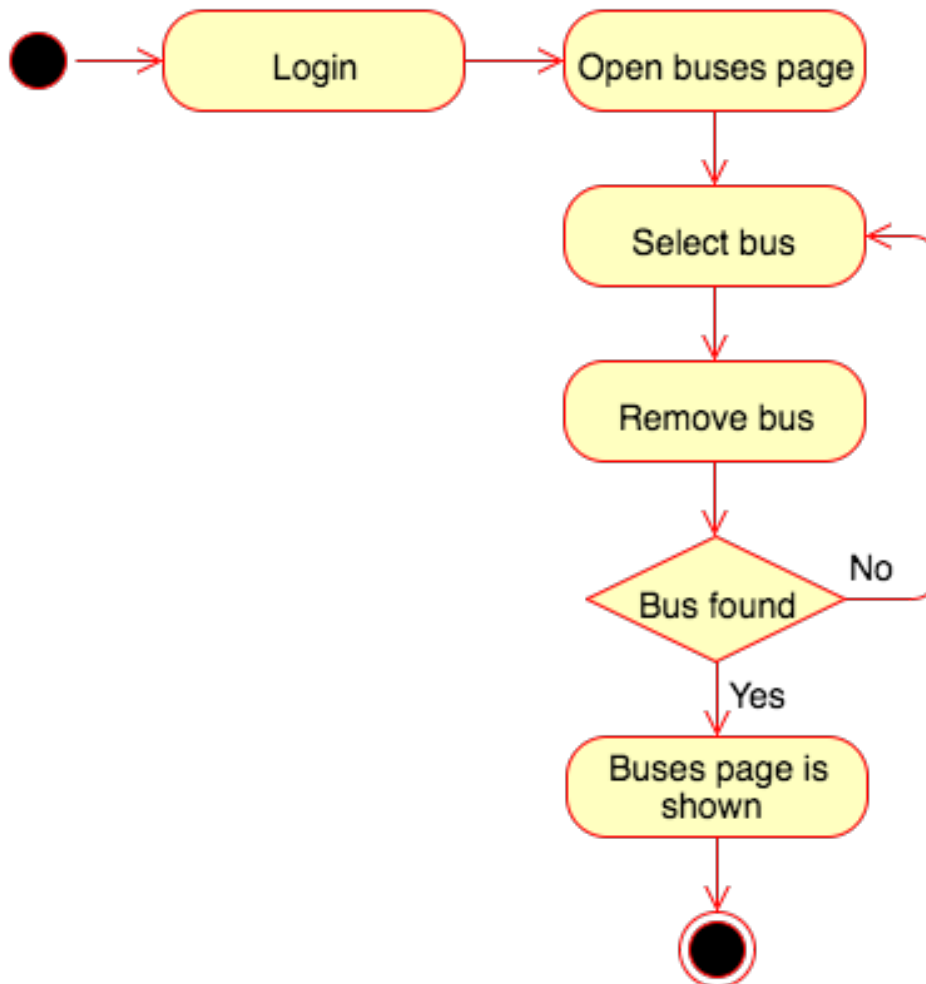 Login
Open buses page
Select bus
Remove bus
Bus found
No
Yes
Buses page is
shown